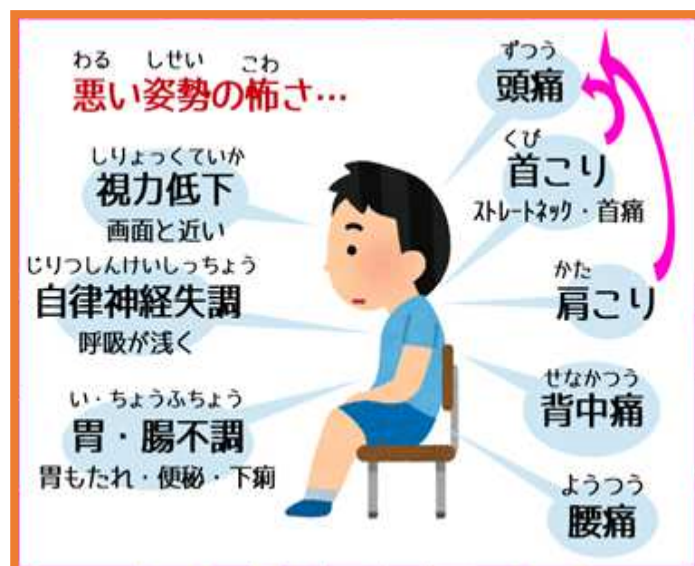 わる しせい こわ
悪い姿勢の怖さ…
しりょっくていか
視力低下
画面と近い
じりつしんけいしっちょう
自律神経失調
呼吸が浅く
い・ちょうふちょう
胃・腸不調
胃もたれ・便秘・下痢
ずつう
頭痛
くび
首こり
ストレートネック・首痛
かた
肩こり
せなかつう
背中痛
ようつう
腰痛